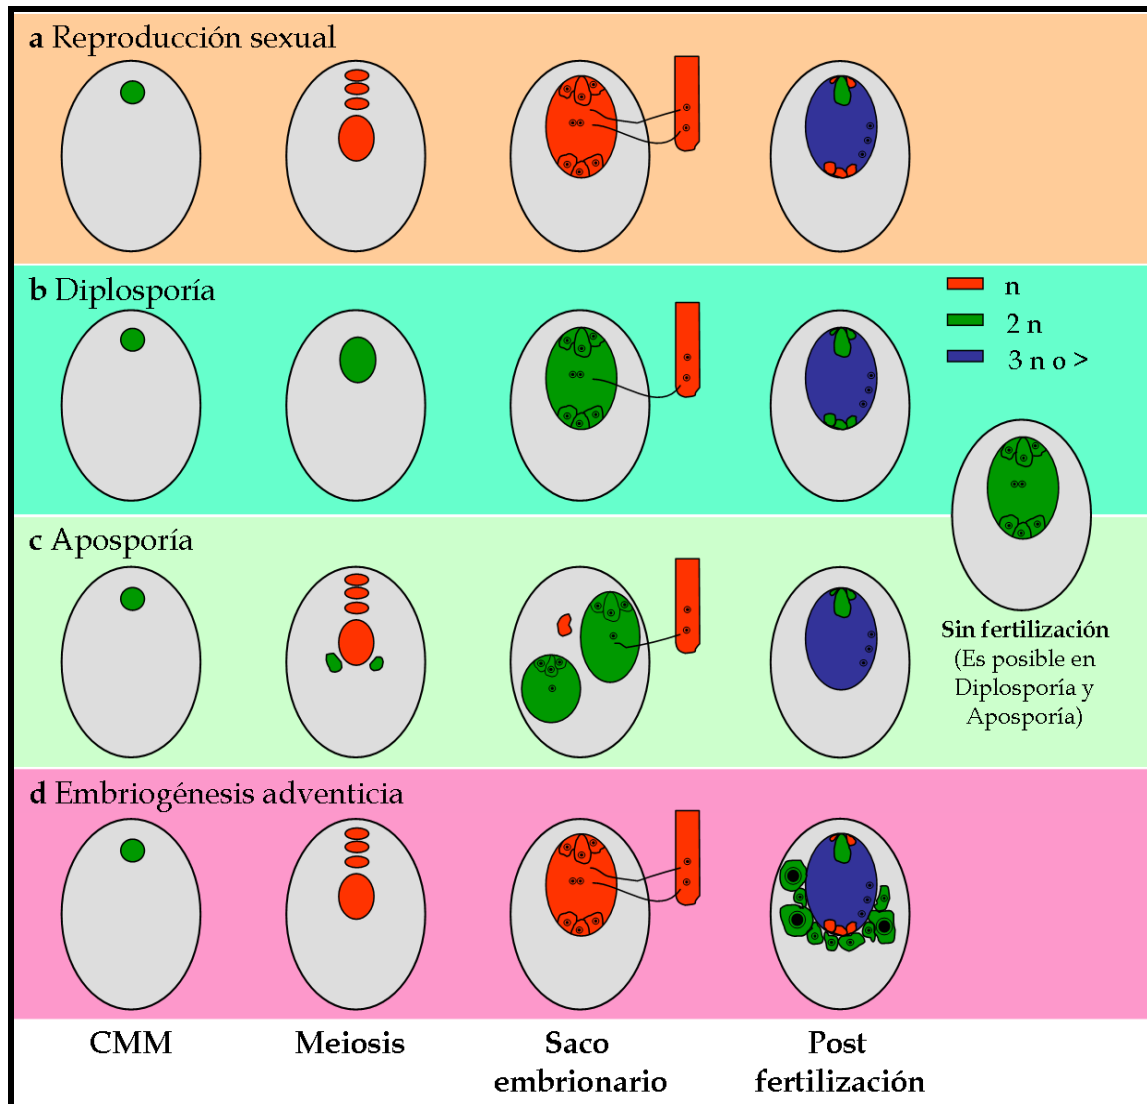 a Reproducción sexual
b Diplosporía
n
2 n
3 n o >
c Aposporía
Sin fertilización
(Es posible en
Diplosporía y
Aposporía)
d Embriogénesis adventicia
CMM
Meiosis
Saco
embrionario
Post
fertilización